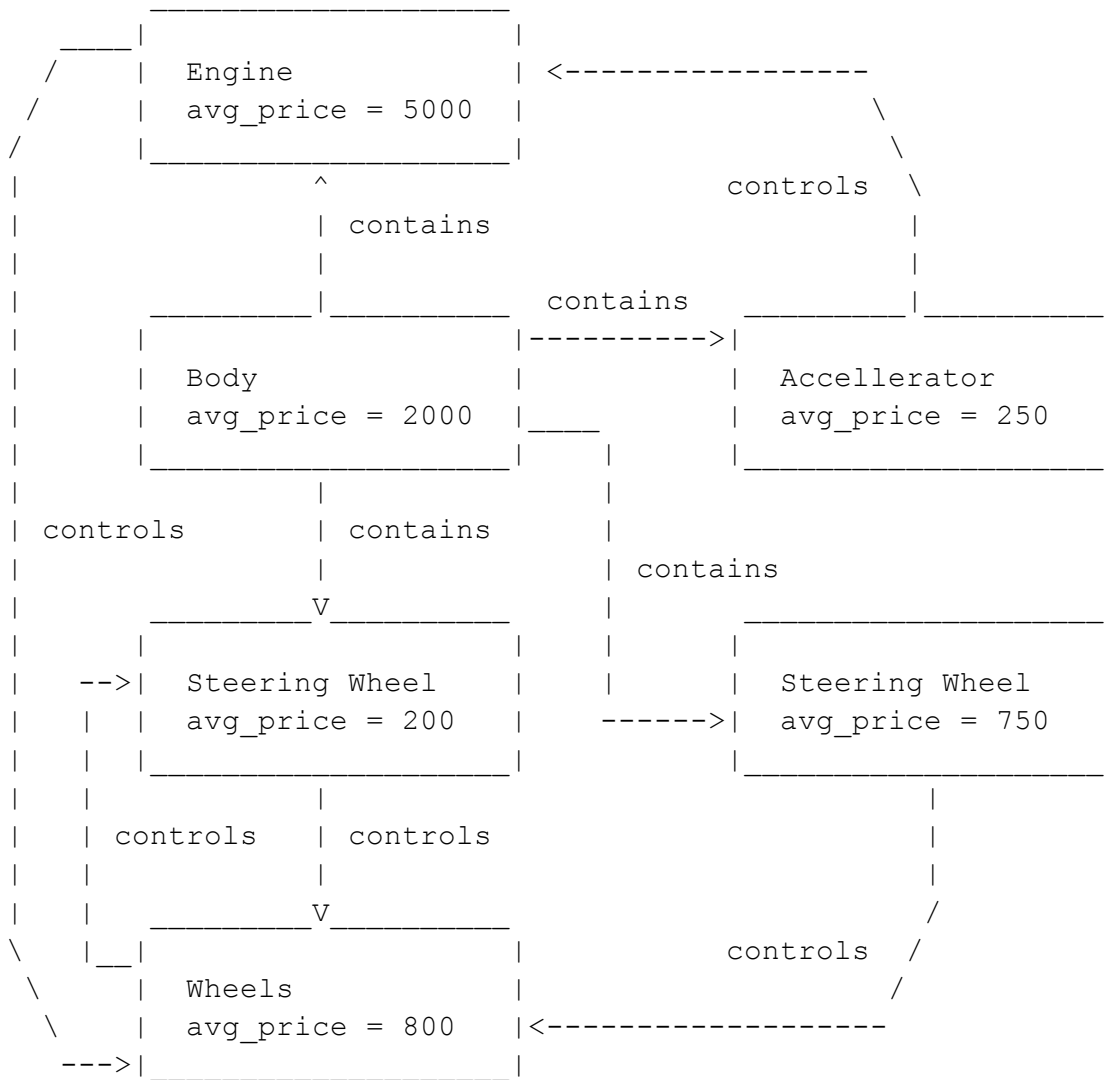 Engine
avg_price = 5000
controls
contains
contains
Body
avg_price = 2000
Accellerator
avg_price = 250
controls
contains
contains
Steering Wheel
avg_price = 200
Steering Wheel
avg_price = 750
controls
controls
controls
Wheels
avg_price = 800